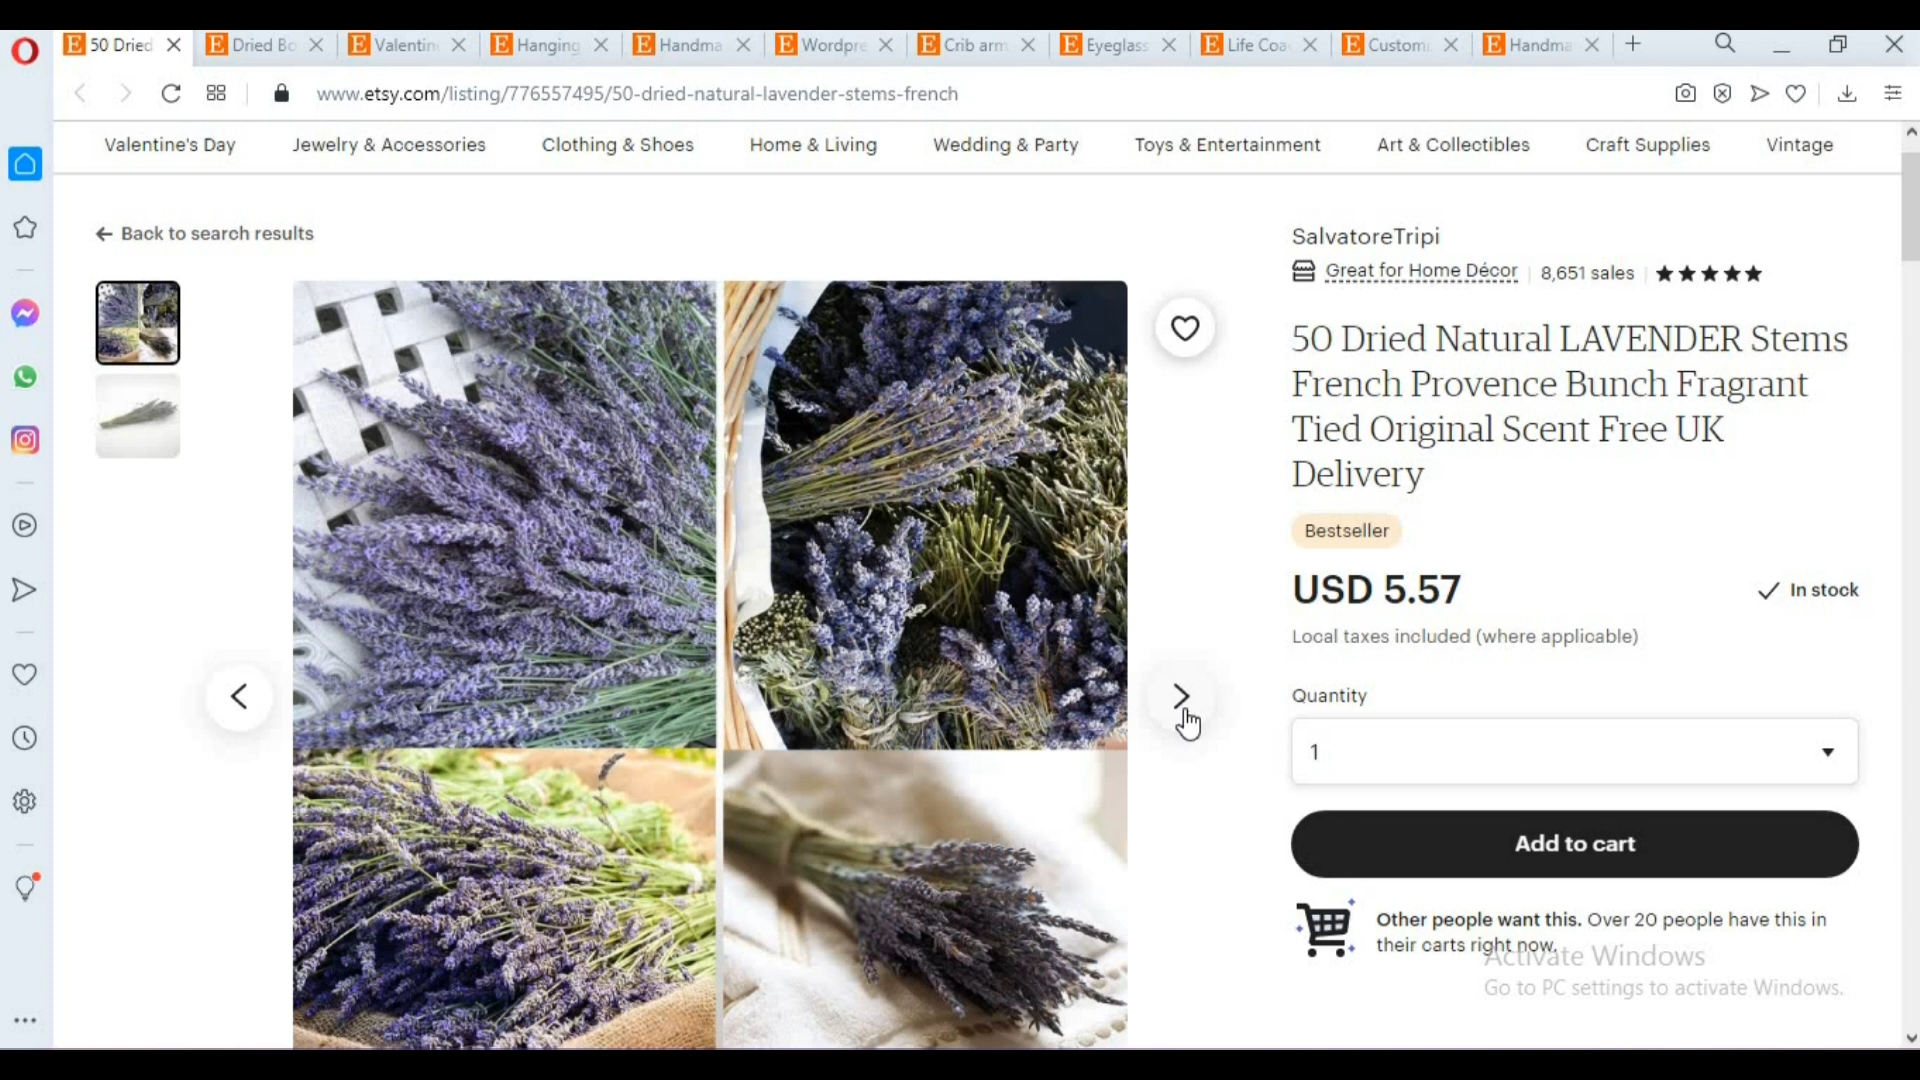 50 Dried
Dried Bo
Valentin
Hanging
Handma
Wordpre
Crib arm
Eyeglass
Life Coa
Custom
Handma
www.etsy.com/listing/776557495/50-dried-natural-lavender-stems-french
Valentine's Day
Jewelry & Accessories
Clothing & Shoes
Home & Living
Wedding & Party
Toys & Entertainment
Art & Collectibles
Craft Supplies
Vintage
Back to search results
SalvatoreTripi
Great for Home Décor
8,651 sales
50 Dried Natural LAVENDER Stems
French Provence Bunch Fragrant
Tied Original Scent Free UK
Delivery
Bestseller
USD 5.57
In stock
Local taxes included (where applicable)
Quantity
1
Add to cart
Other people want this. Over 20 people have this in
their carts right now.
Activate Windows
Go to PC settings to activate Windows.